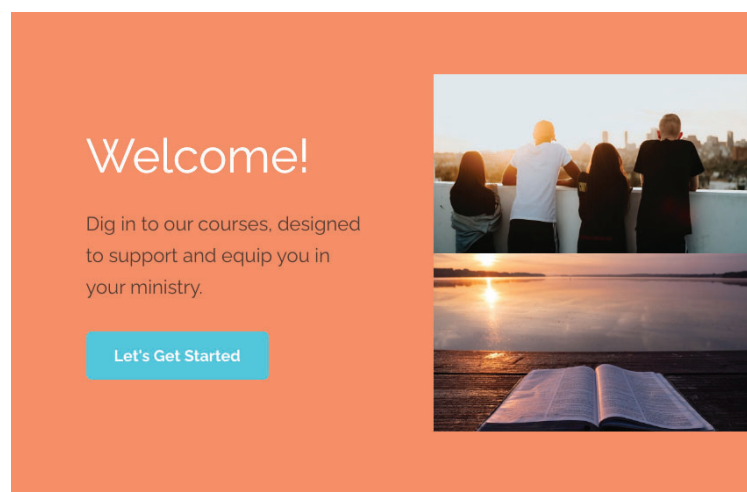 Welcome!
Dig in to our courses, designed
to support and equip you in
your ministry.
Let's Get Started